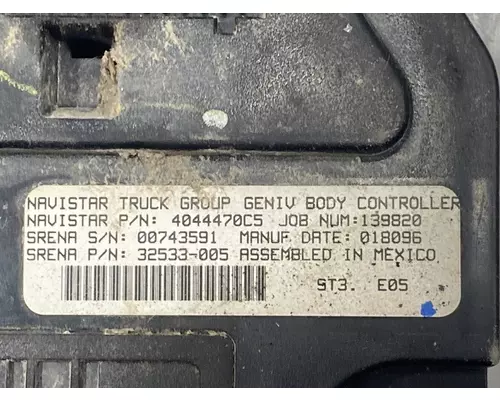 NAVISTAR TRUCK GROUP GENIV BODY CONTROLLER
NAVISTAR P/N: 4044470C5 JOB NUM:139820
SRENA S/N: 00743591 MANUF. DATE: 018096
SRENA P/N: 32533-005 ASSEMBLED IN MEXICO
ST3. E05